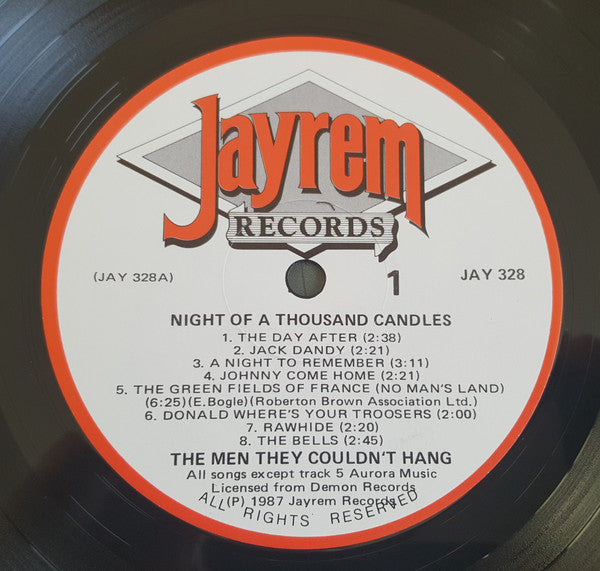 Jayrem
RECORDS
(JAY 328A)
1
JAY 328
NIGHT OF A THOUSAND CANDLES
1. THE DAY AFTER (2:38)
2. JACK DANDY (2:21)
3. A NIGHT TO REMEMBER (3:11)
4. JOHNNY COME HOME (2:21)
5. THE GREEN FIELDS OF FRANCE (NO MAN'S LAND)
(6:25)(E.Bogle)(Roberton Brown Association Ltd.)
6. DONALD WHERE'S YOUR TROOSERS (2:00)
7. RAWHIDE (2:20)
8. THE BELLS (2:45)
THE MEN THEY COULDN'T HANG
All songs except track 5 Aurora Music
Licensed from Demon Records
(P) 1987 Jayrem Records
ALL RIGHTS RESERVED